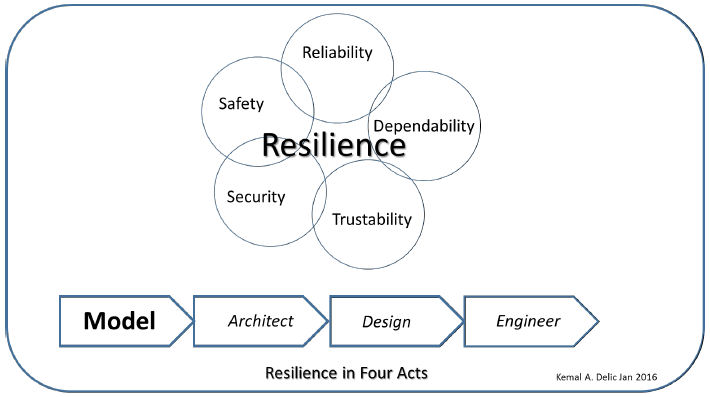 Reliability
Safety
Dependability
Resilience
Security
Trustability
Model
Architect
Design
Engineer
Resilience in Four Acts
Kemal A. Delic Jan 2016